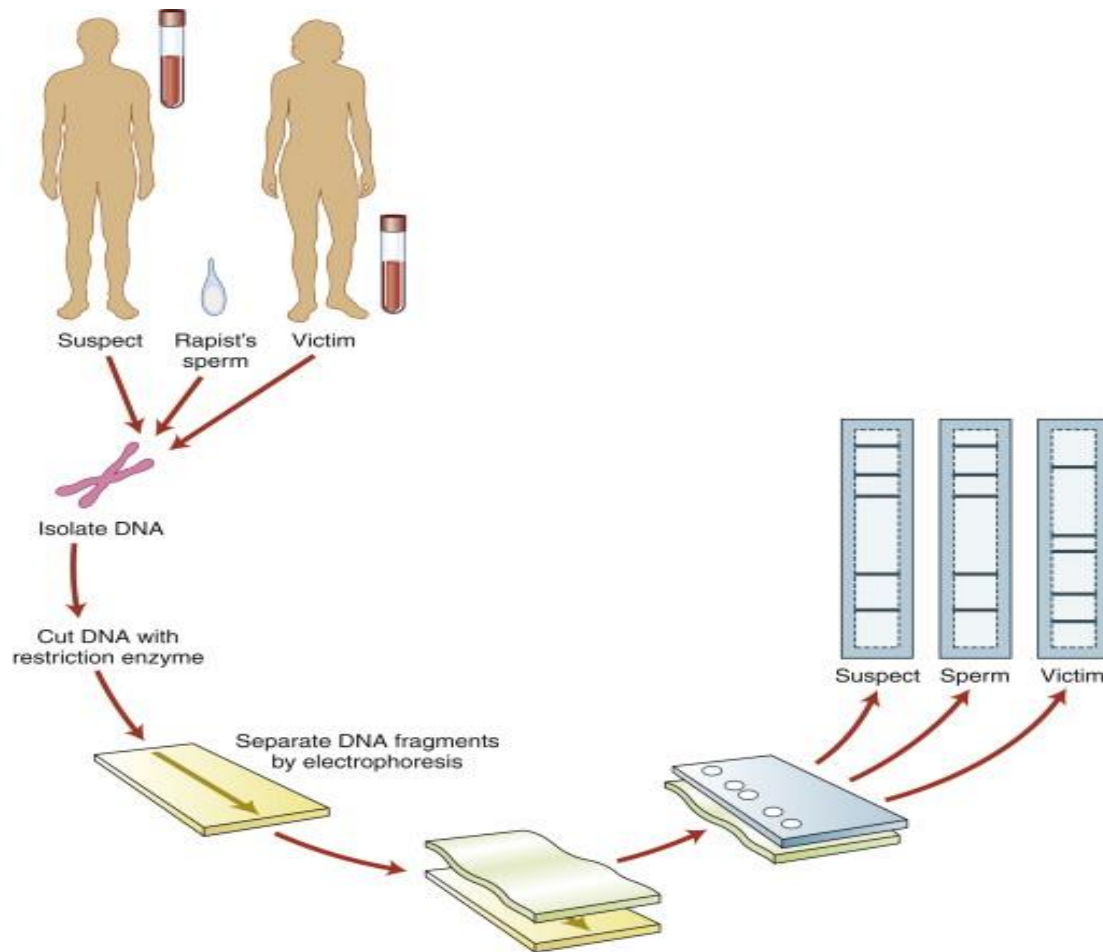 Suspect
Rapist's
sperm
Victim
Isolate DNA
Cut DNA with
restriction enzyme
Separate DNA fragments
by electrophoresis
Suspect
Sperm
Victim